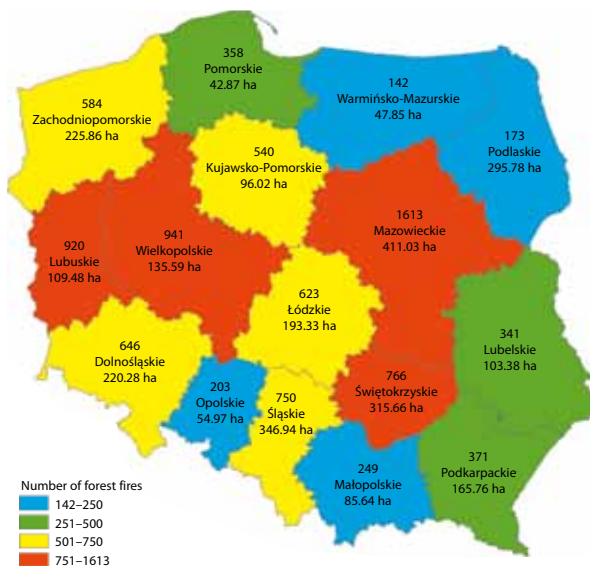 358
Pomorskie
42.87 ha
142
Warmińsko-Mazurskie
47.85 ha
584
Zachodniopomorskie
225.86 ha
173
Podlaskie
295.78 ha
540
Kujawsko-Pomorskie
96.02 ha
1613
Mazowieckie
411.03 ha
920
Lubuskie
109.48 ha
941
Wielkopolskie
135.59 ha
623
Łódzkie
193.33 ha
341
Lubelskie
103.38 ha
646
Dolnośląskie
220.28 ha
203
Opolskie
54.97 ha
750
Śląskie
346.94 ha
766
Świętokrzyskie
315.66 ha
249
Małopolskie
85.64 ha
371
Podkarpackie
165.76 ha
Number of forest fires
142–250
251–500
501–750
751–1613